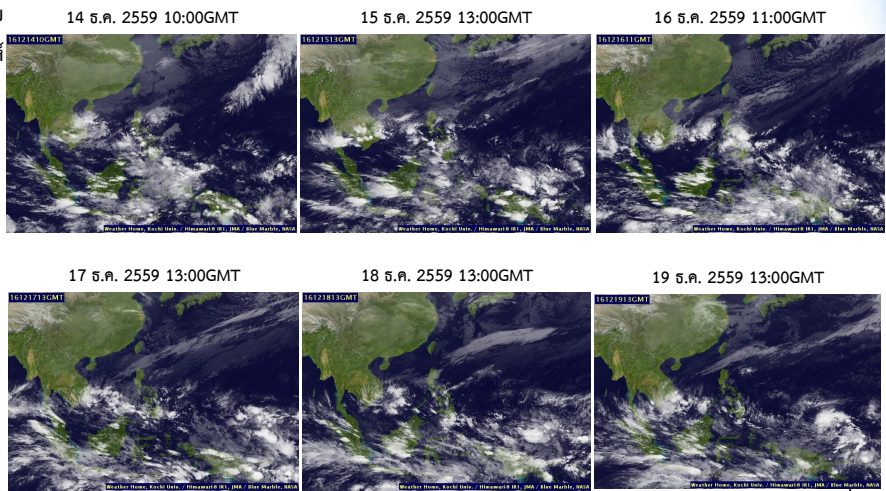 14 ธ.ค. 2559 10:00GMT
15 ธ.ค. 2559 13:00GMT
16 ธ.ค. 2559 11:00GMT
16121410GMT
16121513GMT
16121611GMT
Weather Home, Kochi Univ. / Himawari-8 IR1, JMA / Blue Marble, NASA
Weather Home, Kochi Univ. / Himawari-8 IR1, JMA / Blue Marble, NASA
Weather Home, Kochi Univ. / Himawari-8 IR1, JMA / Blue Marble, NASA
17 ธ.ค. 2559 13:00GMT
18 ธ.ค. 2559 13:00GMT
19 ธ.ค. 2559 13:00GMT
16121713GMT
16121813GMT
16121913GMT
Weather Home, Kochi Univ. / Himawari-8 IR1, JMA / Blue Marble, NASA
Weather Home, Kochi Univ. / Himawari-8 IR1, JMA / Blue Marble, NASA
Weather Home, Kochi Univ. / Himawari-8 IR1, JMA / Blue Marble, NASA